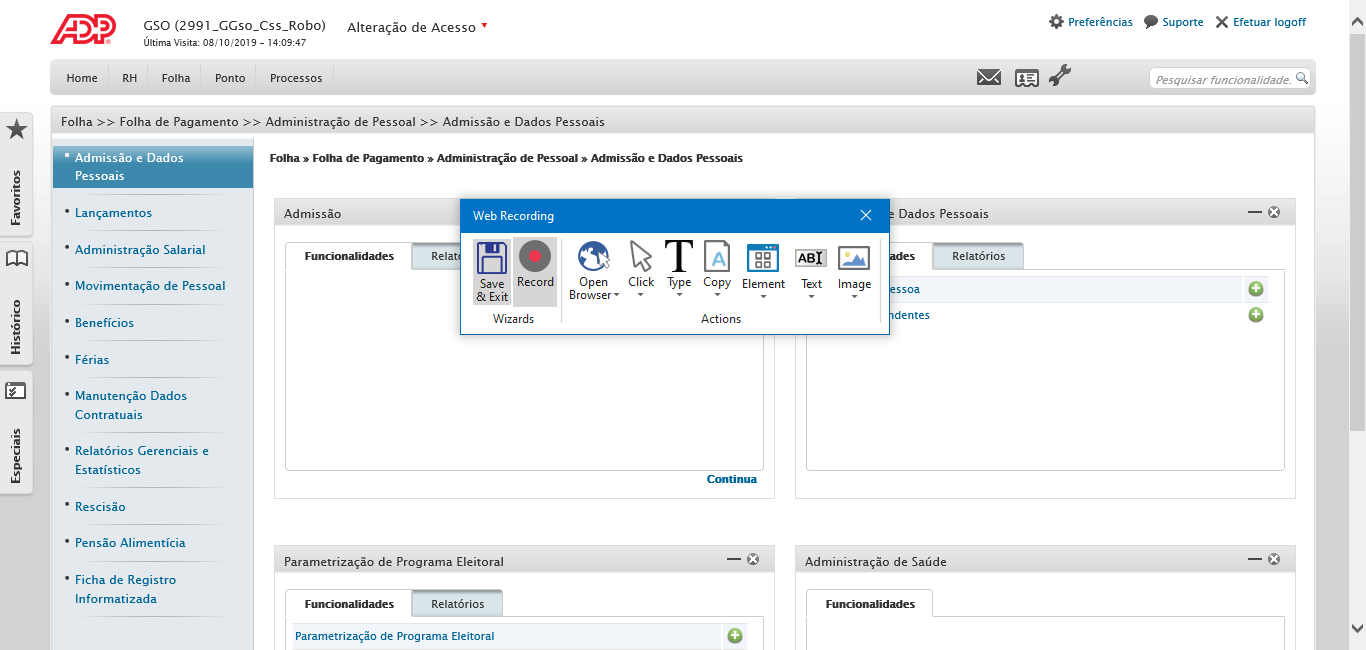 ADP
GSO (2991_GGso_Css_Robo)
Última Visita: 08/10/2019 - 14:09:47
Alteração de Acesso
Preferências
Suporte
Efetuar logoff
Home
RH
Folha
Ponto
Processos
Pesquisar funcionalidade.
Folha >> Folha de Pagamento >> Administração de Pessoal >> Admissão e Dados Pessoais
Favoritos
Histórico
Especiais
Admissão e Dados
Pessoais
Lançamentos
Administração Salarial
Movimentação de Pessoal
Benefícios
Férias
Manutenção Dados
Contratuais
Relatórios Gerenciais e
Estatísticos
Rescisão
Pensão Alimentícia
Ficha de Registro
Informatizada
Folha » Folha de Pagamento » Administração de Pessoal » Admissão e Dados Pessoais
Admissão
Funcionalidades
Relató
Continua
Web Recording
Save
& Exit
Record
Wizards
Open
Browser
Click
Type
Copy
Element
Text
Image
Actions
e Dados Pessoais
ades
Relatórios
essoa
ndentes
Parametrização de Programa Eleitoral
Funcionalidades
Relatórios
Parametrização de Programa Eleitoral
Administração de Saúde
Funcionalidades